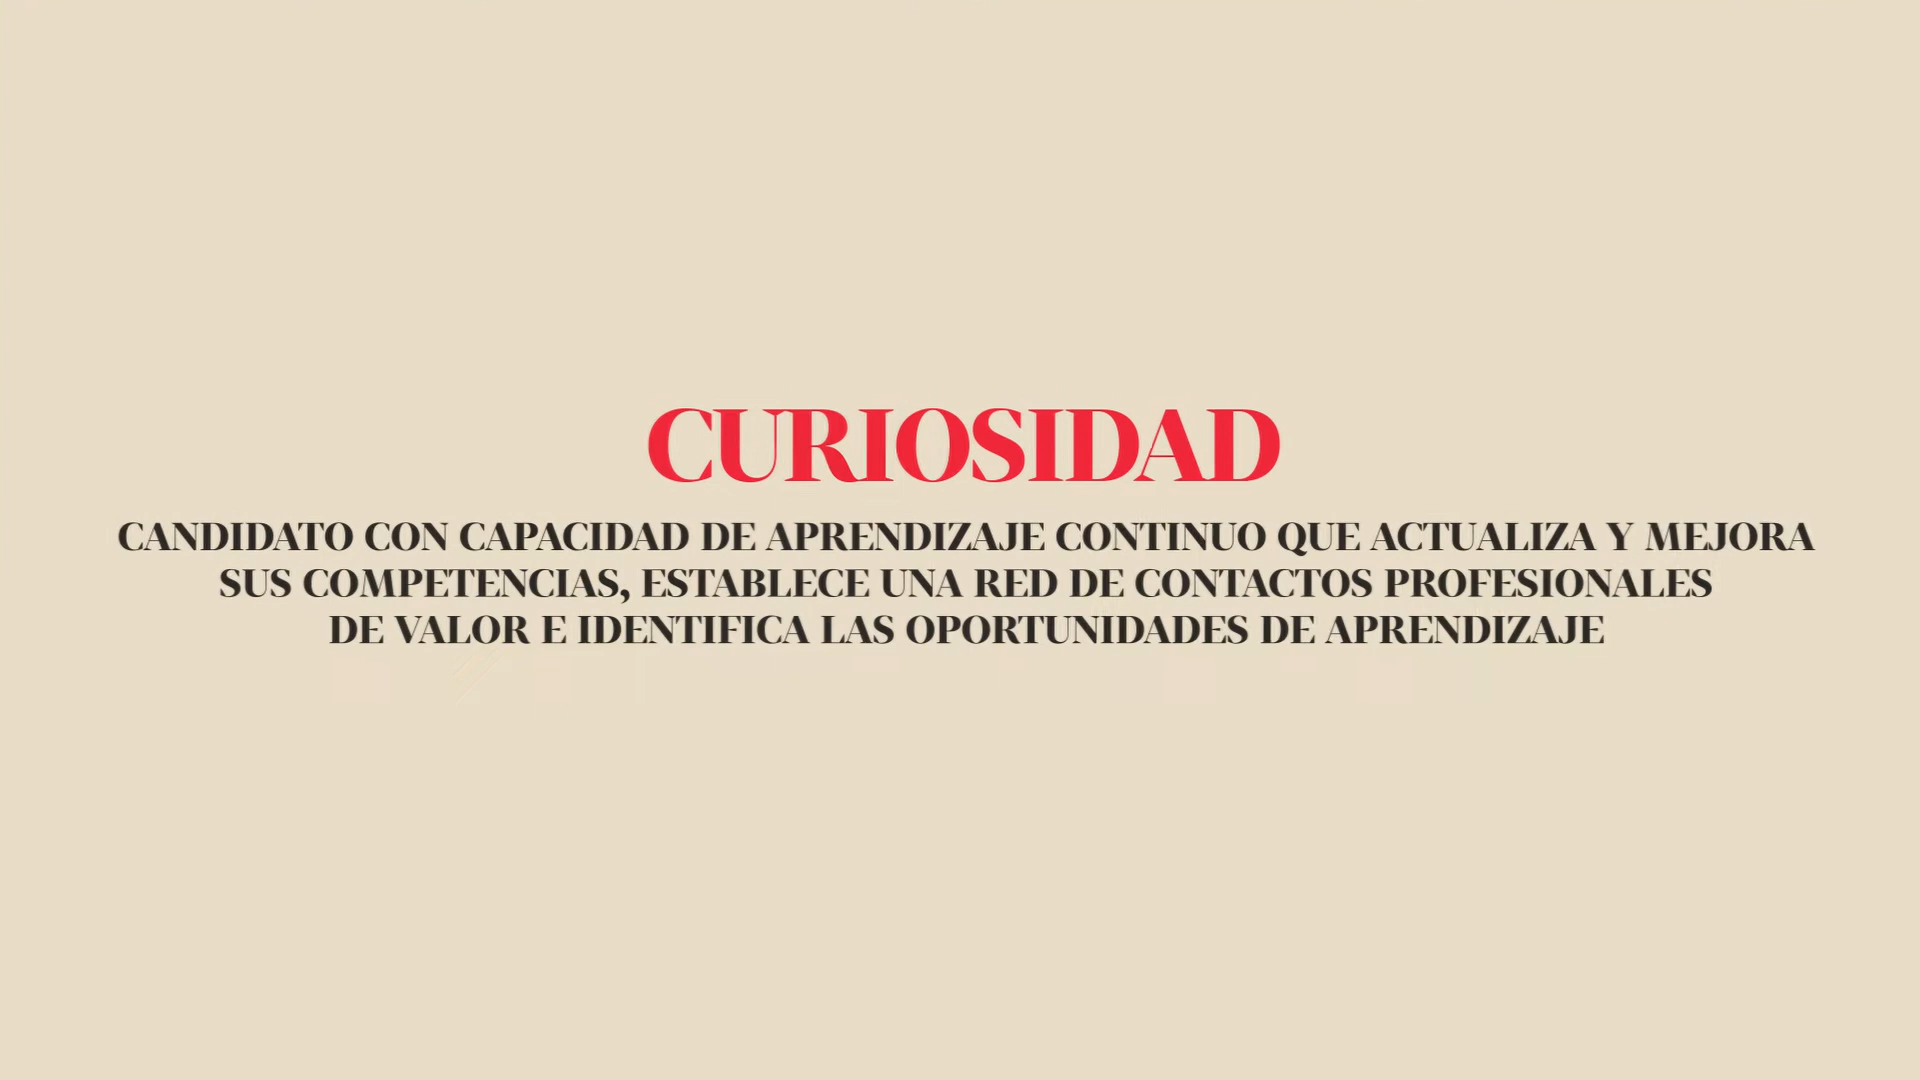 CURIOSIDAD
CANDIDATO CON CAPACIDAD DE APRENDIZAJE CONTINUO QUE ACTUALIZA Y MEJORA
SUS COMPETENCIAS, ESTABLECE UNA RED DE CONTACTOS PROFESIONALES
DE VALOR E IDENTIFICA LAS OPORTUNIDADES DE APRENDIZAJE